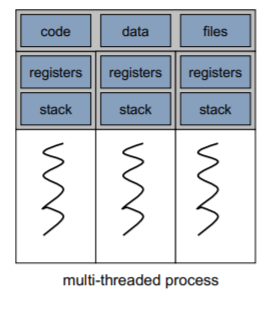 code data files
registers registers registers
stack stack stack
multi-threaded process